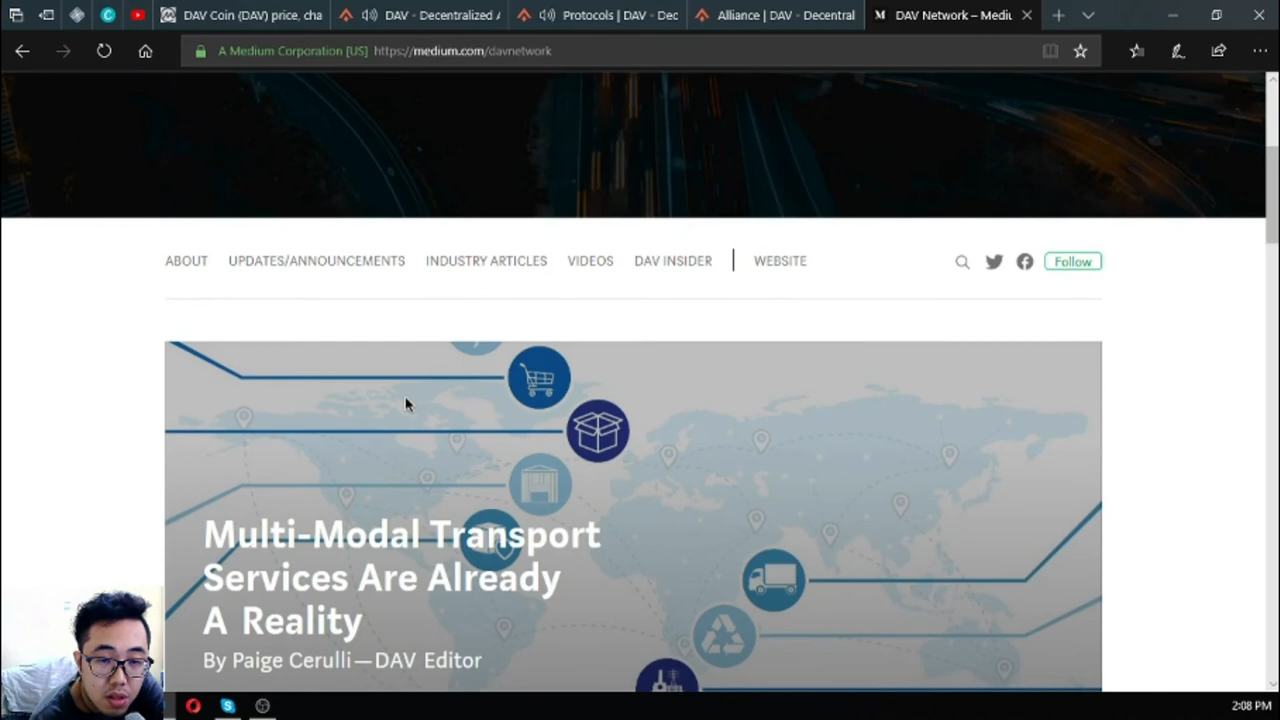 DAV Coin (DAV) price, cha
DAV - Decentralized A
Protocols | DAV - Dec
Alliance | DAV - Decentral
DAV Network – Mediu
A Medium Corporation [US] https://medium.com/davnetwork
ABOUT UPDATES/ANNOUNCEMENTS INDUSTRY ARTICLES VIDEOS DAV INSIDER WEBSITE Follow
Multi-Modal Transport
Services Are Already
A Reality
By Paige Cerulli—DAV Editor
2:08 PM